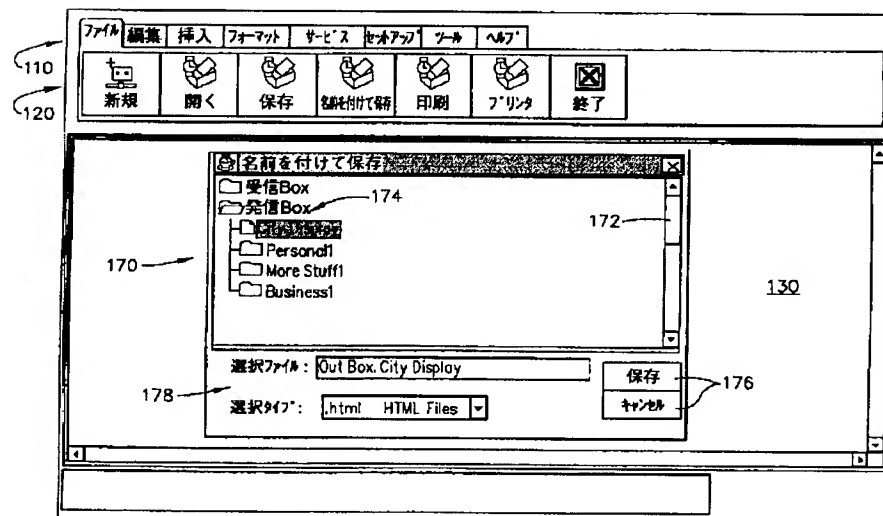 ファイル 編集 挿入 フォーマット サービス セットアップ ツール ヘルプ
110
120
新規 開く 保存 名前を付けて保存 印刷 プリンタ 終了
名前を付けて保存
受信Box
発信Box
174
172
Personal1
170
More Stuff1
Business1
130
選択ファイル: Out Box.City Display
保存
178
176
選択タイプ: .html HTML Files
キャンセル